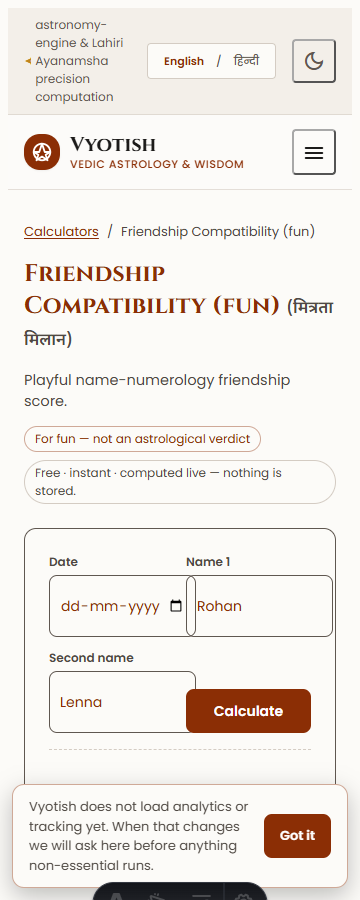 astronomy-
engine & Lahiri
Ayanamsha
precision
computation
English / हिन्दी
Vyotish
VEDIC ASTROLOGY & WISDOM
Calculators / Friendship Compatibility (fun)
Friendship
Compatibility (fun) (मित्रता
मिलान)
Playful name-numerology friendship
score.
For fun — not an astrological verdict
Free · instant · computed live — nothing is
stored.
Date Name 1
dd-mm-yyyy Rohan
Second name
Lenna Calculate
Vyotish does not load analytics or
tracking yet. When that changes
we will ask here before anything
non-essential runs.
Got it